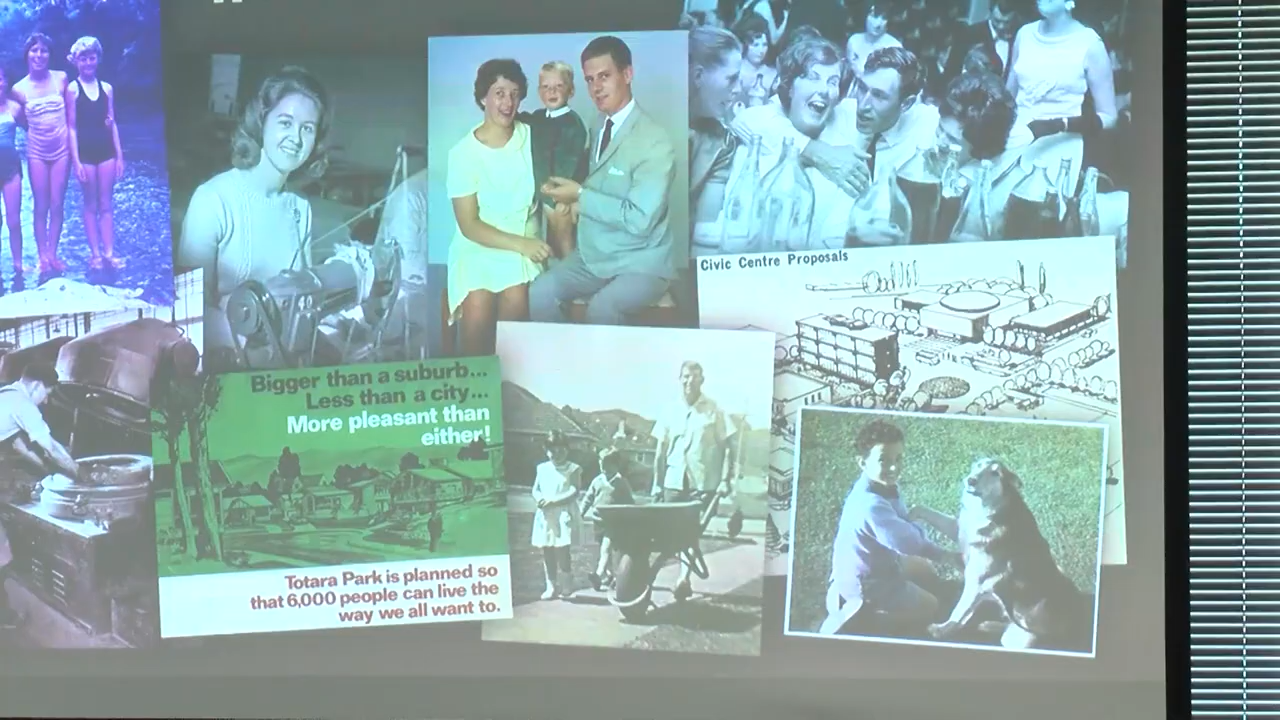 Civic Centre Proposals
Bigger than a suburb...
Less than a city...
More pleasant than
either!
Totara Park is planned so
that 6,000 people can live the
way we all want to.
40